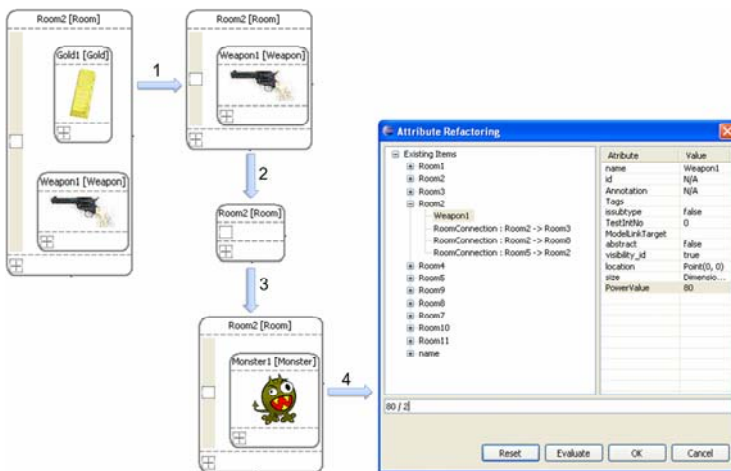 Room2 [Room]
Gold1 [Gold]
Weapon1 [Weapon]
1
Room2 [Room]
Weapon1 [Weapon]
2
Room2 [Room]
3
Room2 [Room]
Monster1 [Monster]
4
Attribute Refactoring
Existing Items
Room1
Room2
Room3
Room2
Weapon1
RoomConnection : Room2 -> Room3
RoomConnection : Room2 -> Room8
RoomConnection : Room5 -> Room2
Room4
Room5
Room9
Room8
Room7
Room10
Room11
name
Atribute Value
name Weapon1
id N/A
Annotation N/A
Tags
issubtype false
TestIntNo 0
ModelLinkTarget
abstract false
visibility_id true
location Point(0, 0)
size Dimensio...
PowerValue 80
80 / 2
Reset Evaluate OK Cancel